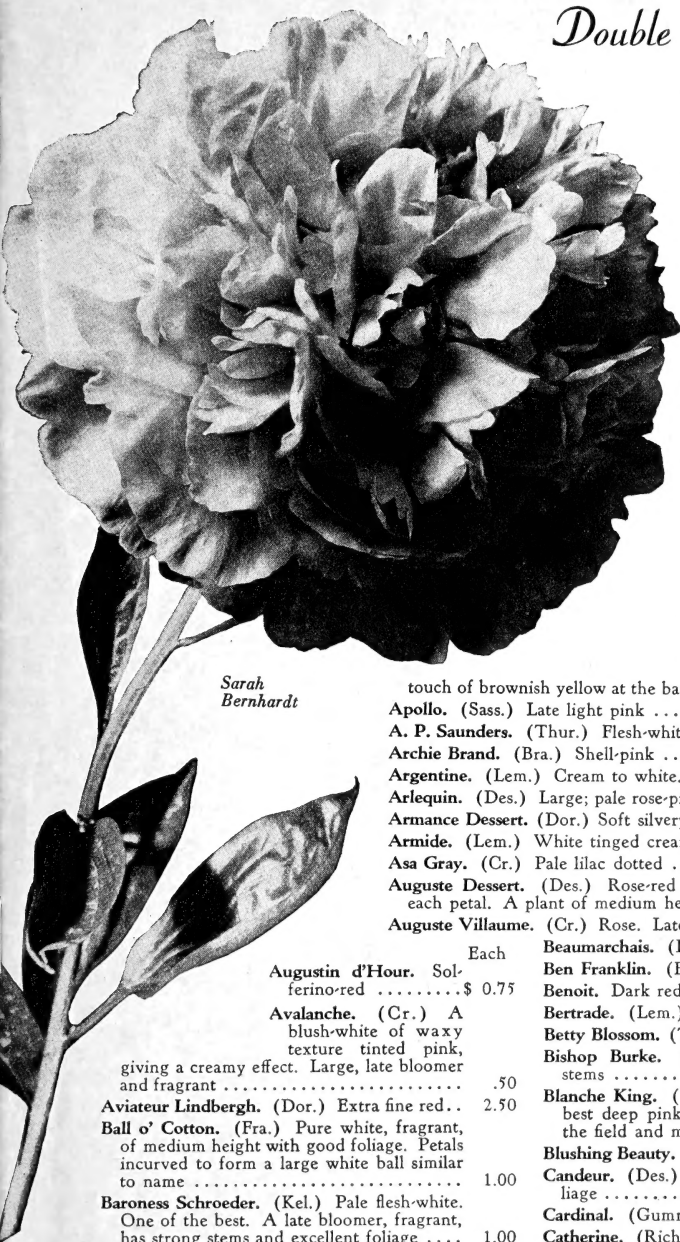 Double
Sarah
Bernhardt
touch of brownish yellow at the ba
Apollo. (Sass.) Late light pink ...
A. P. Saunders. (Thur.) Flesh-whit
Archie Brand. (Bra.) Shell-pink ..
Argentine. (Lem.) Cream to white.
Arlequin. (Des.) Large; pale rose-p
Armance Dessert. (Dor.) Soft silver
Armide. (Lem.) White tinged crea
Asa Gray. (Cr.) Pale lilac dotted .
Auguste Dessert. (Des.) Rose-red
each petal. A plant of medium he
Auguste Villaume. (Cr.) Rose. Late
Each
Augustin d'Hour. Sol-
ferino-red .........$ 0.75
Avalanche. (Cr.) A
blush-white of waxy
texture tinted pink,
giving a creamy effect. Large, late bloomer
and fragrant .......................... .50
Aviateur Lindbergh. (Dor.) Extra fine red.. 2.50
Ball o' Cotton. (Fra.) Pure white, fragrant,
of medium height with good foliage. Petals
incurved to form a large white ball similar
to name .................................. 1.00
Baroness Schroeder. (Kel.) Pale flesh-white.
One of the best. A late bloomer, fragrant,
has strong stems and excellent foliage .... 1.00
Beaumarchais. (
Ben Franklin. (
Benoit. Dark red
Bertrade. (Lem.)
Betty Blossom. (
Bishop Burke.
stems ........
Blanche King. (
best deep pink
the field and m
Blushing Beauty.
Candeur. (Des.)
liage .........
Cardinal. (Gumm
Catherine. (Rich